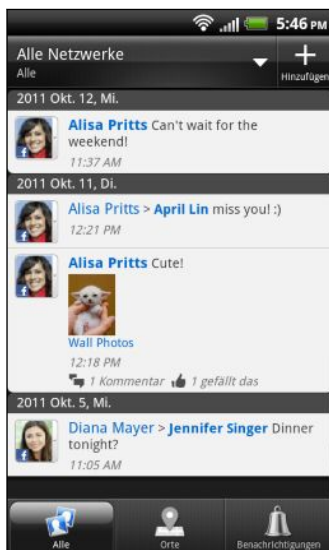 5:46 PM
Alle Netzwerke
Alle
Hinzufügen
2011 Okt. 12, Mi.
Alisa Pritts Can't wait for the
weekend!
11:37 AM
2011 Okt. 11, Di.
Alisa Pritts > April Lin miss you! :)
12:21 PM
Alisa Pritts Cute!
Wall Photos
12:18 PM
1 Kommentar 1 gefällt das
2011 Okt. 5, Mi.
Diana Mayer > Jennifer Singer Dinner
tonight?
11:05 AM
Alle Orte Benachrichtigungen